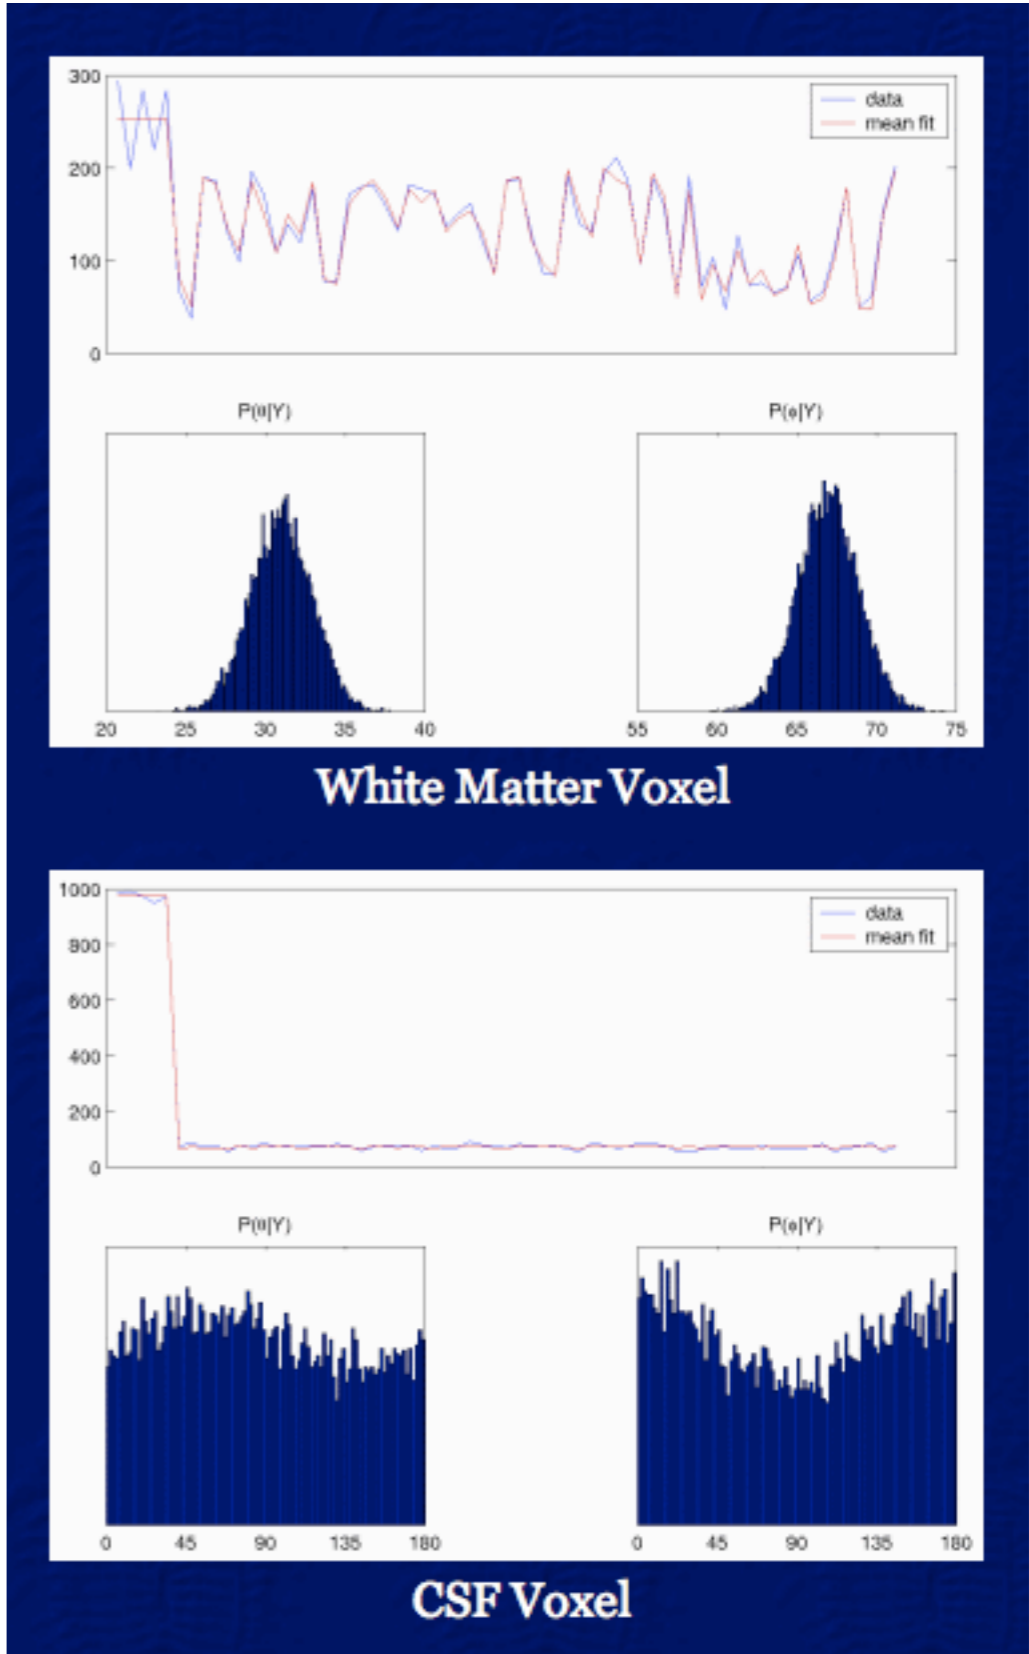 300
200
100
0
data
mean fit
P(θ|Y)
P(ϕ|Y)
20 25 30 35 40
55 60 65 70 75
White Matter Voxel
1000
800
600
400
200
0
data
mean fit
P(θ|Y)
P(ϕ|Y)
0 45 90 135 180
0 45 90 135 180
CSF Voxel